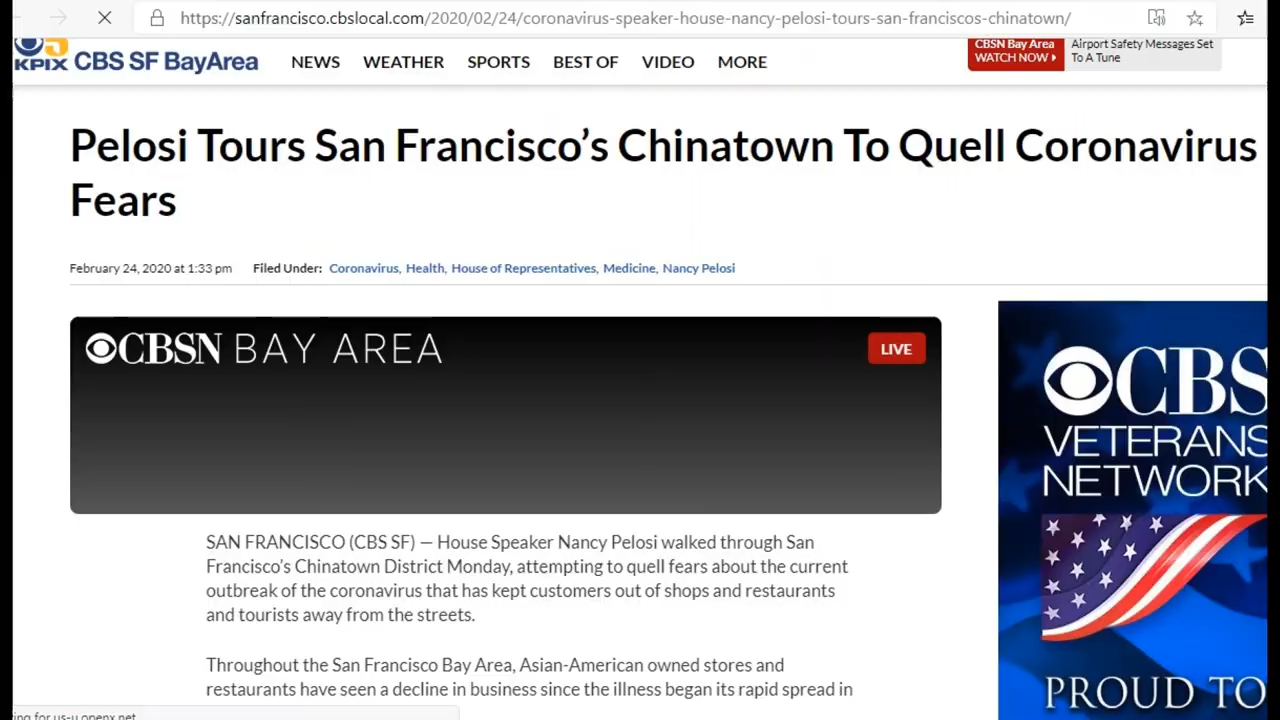 https://sanfrancisco.cbslocal.com/2020/02/24/coronavirus-speaker-house-nancy-pelosi-tours-san-franciscos-chinatown/
KPIX CBS SF BayArea
NEWS WEATHER SPORTS BEST OF VIDEO MORE
CBSN Bay Area
WATCH NOW
Airport Safety Messages Set
To A Tune
Pelosi Tours San Francisco's Chinatown To Quell Coronavirus
Fears
February 24, 2020 at 1:33 pm Filed Under: Coronavirus, Health, House of Representatives, Medicine, Nancy Pelosi
CBSN BAY AREA
LIVE
SAN FRANCISCO (CBS SF) — House Speaker Nancy Pelosi walked through San
Francisco's Chinatown District Monday, attempting to quell fears about the current
outbreak of the coronavirus that has kept customers out of shops and restaurants
and tourists away from the streets.
Throughout the San Francisco Bay Area, Asian-American owned stores and
restaurants have seen a decline in business since the illness began its rapid spread in
CBS
VETERANS
NETWORK
PROUD TO
ing for us-u.openx.net